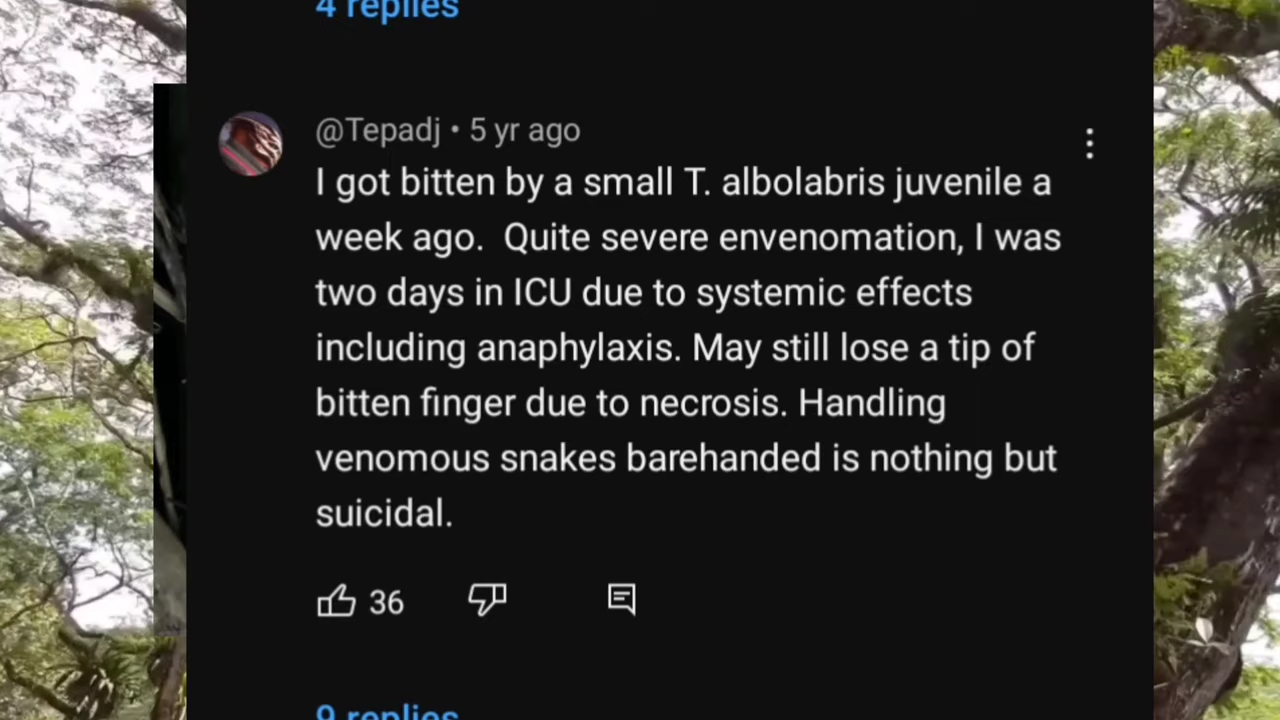 4 replies
@Tepadj • 5 yr ago
I got bitten by a small T. albolabris juvenile a
week ago.  Quite severe envenomation, I was
two days in ICU due to systemic effects
including anaphylaxis. May still lose a tip of
bitten finger due to necrosis. Handling
venomous snakes barehanded is nothing but
suicidal.
36
9 replies